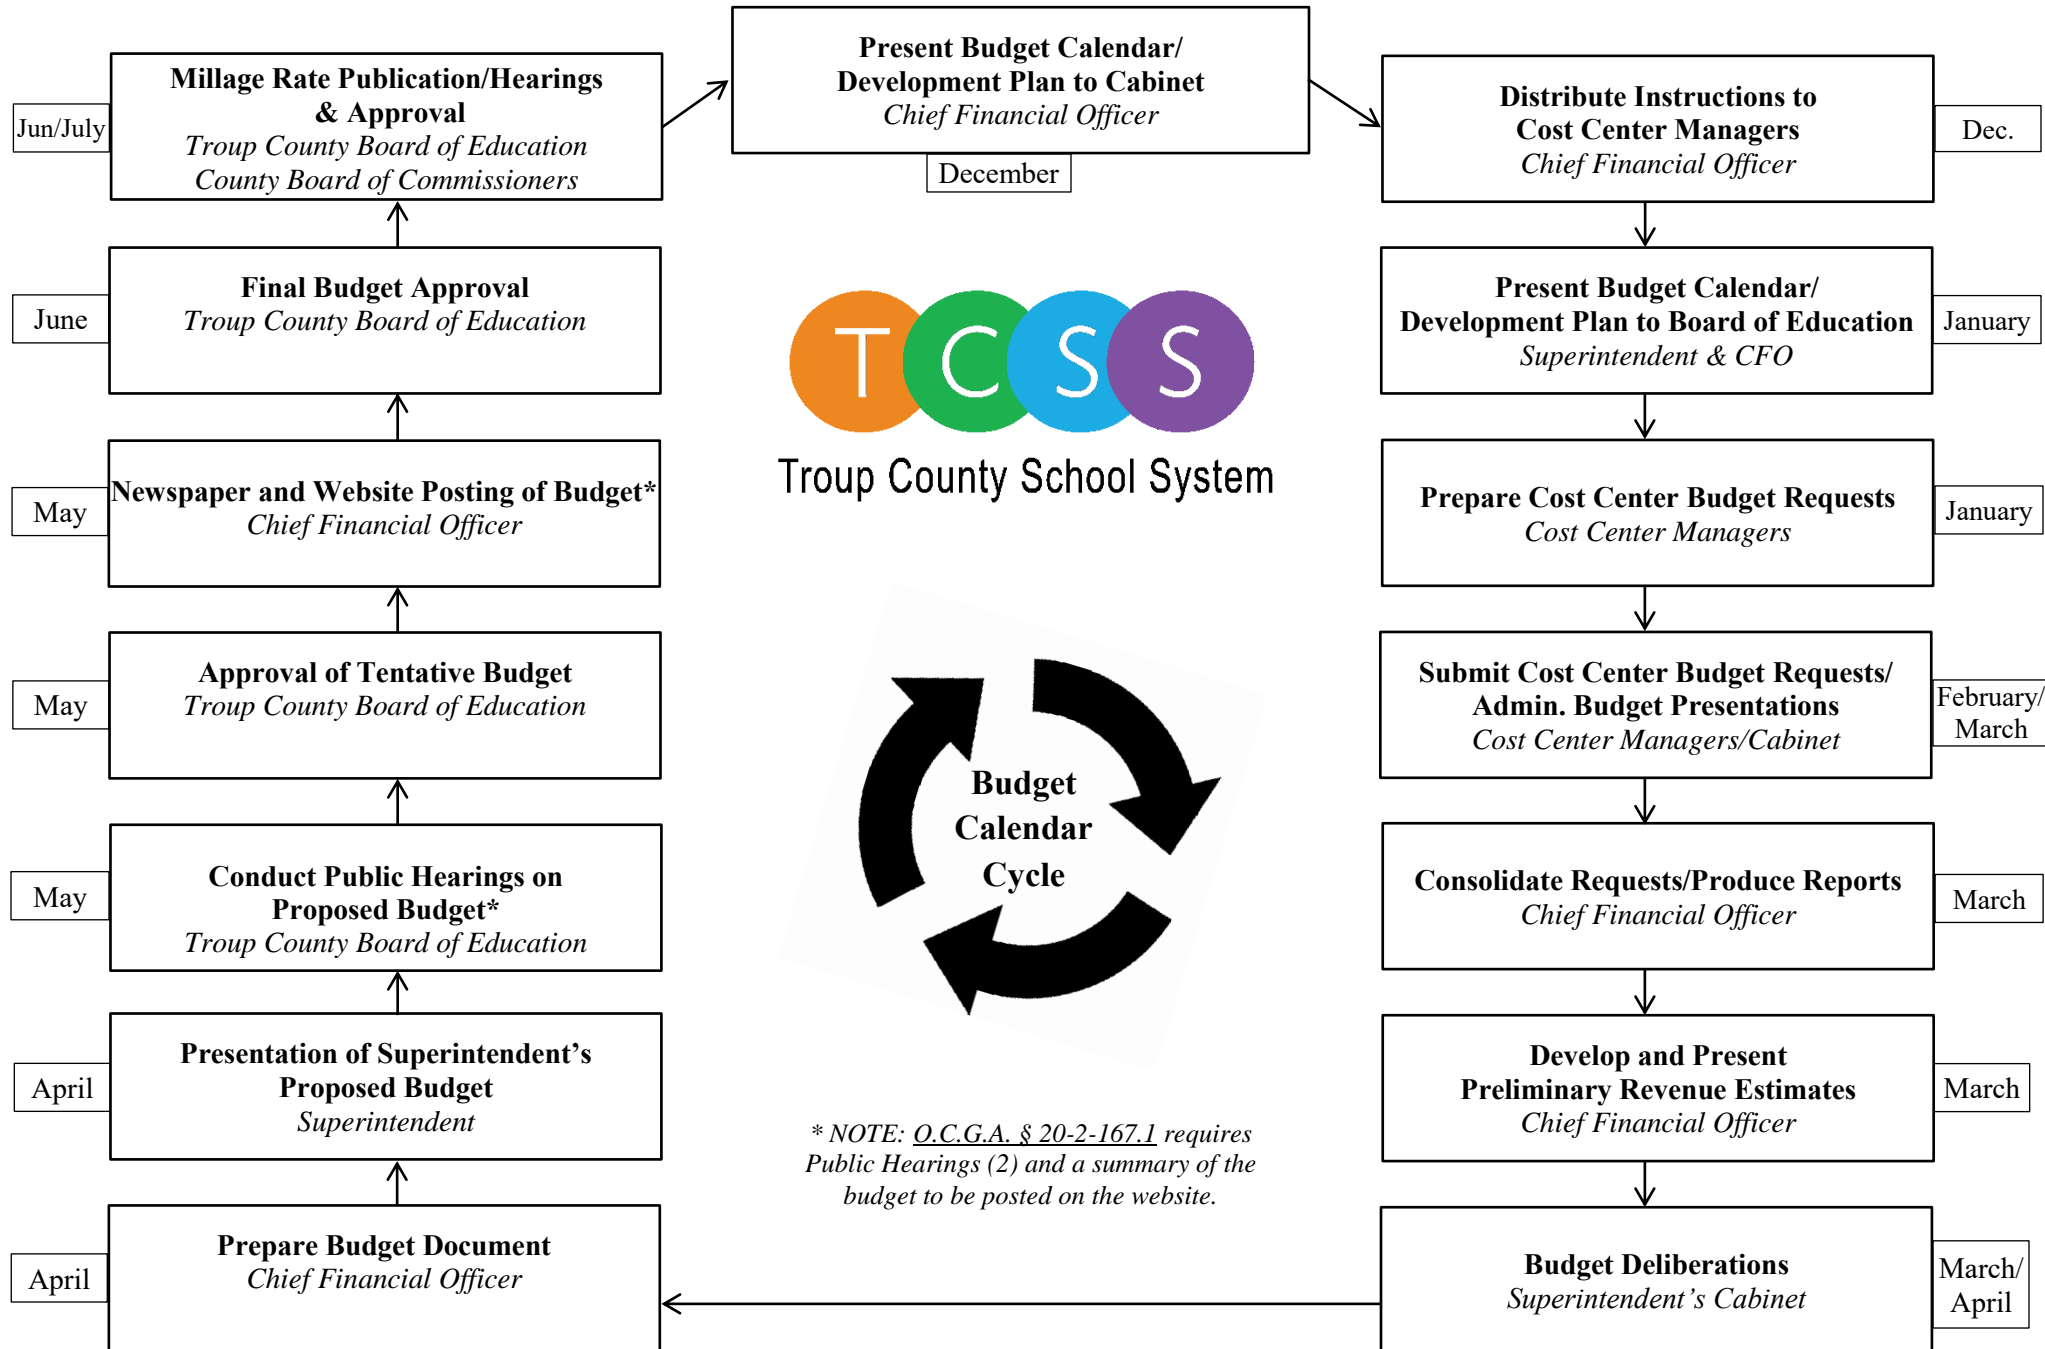 Present Budget Calendar/
Development Plan to Cabinet
Chief Financial Officer
December
Distribute Instructions to
Cost Center Managers
Chief Financial Officer
Dec.
Present Budget Calendar/
Development Plan to Board of Education
Superintendent & CFO
January
Prepare Cost Center Budget Requests
Cost Center Managers
January
Submit Cost Center Budget Requests/
Admin. Budget Presentations
Cost Center Managers/Cabinet
February/
March
Consolidate Requests/Produce Reports
Chief Financial Officer
March
Develop and Present
Preliminary Revenue Estimates
Chief Financial Officer
March
Budget Deliberations
Superintendent’s Cabinet
March/
April
Prepare Budget Document
Chief Financial Officer
April
Presentation of Superintendent’s
Proposed Budget
Superintendent
April
Conduct Public Hearings on
Proposed Budget*
Troup County Board of Education
May
Approval of Tentative Budget
Troup County Board of Education
May
Newspaper and Website Posting of Budget*
Chief Financial Officer
May
Final Budget Approval
Troup County Board of Education
June
Millage Rate Publication/Hearings
& Approval
Troup County Board of Education
County Board of Commissioners
Jun/July
TCSS
Troup County School System
Budget
Calendar
Cycle
* NOTE: O.C.G.A. § 20-2-167.1 requires
Public Hearings (2) and a summary of the
budget to be posted on the website.